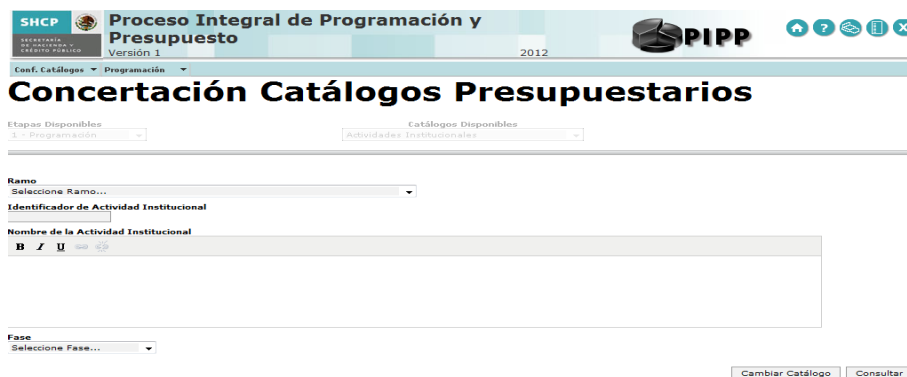 SHCP
SECRETARÍA
DE HACIENDA Y
CRÉDITO PÚBLICO
Proceso Integral de Programación y
Presupuesto
Versión 1
2012
PIPP
Conf. Catálogos Programación
Concertación Catálogos Presupuestarios
Etapas Disponibles
Catálogos Disponibles
1 - Programación
Actividades Institucionales
Ramo
Seleccione Ramo...
Identificador de Actividad Institucional
Nombre de la Actividad Institucional
B I U
Fase
Seleccione Fase...
Cambiar Catálogo
Consultar